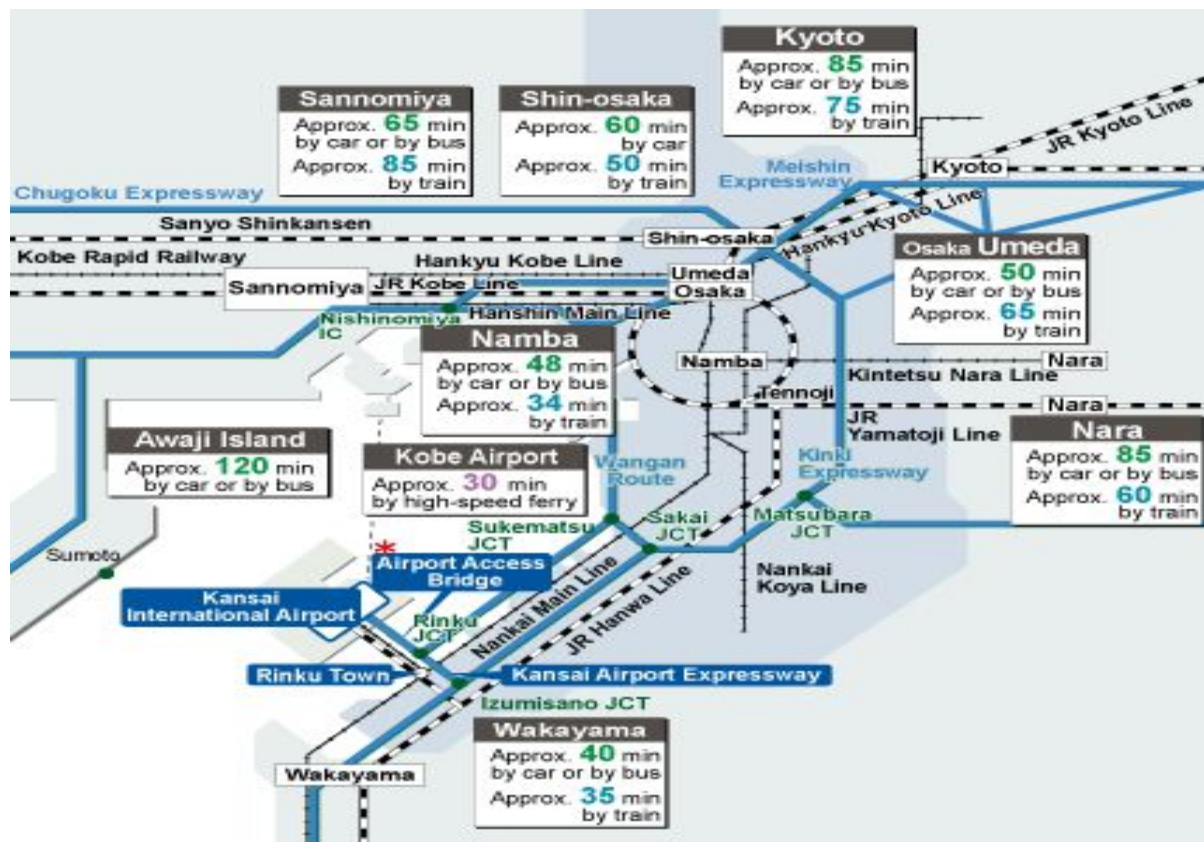 Kyoto
Approx. 85 min
by car or by bus
Approx. 75 min
by train
Sannomiya
Approx. 65 min
by car or by bus
Approx. 85 min
by train
Shin-osaka
Approx. 60 min
by car
Approx. 50 min
by train
JR Kyoto Line
Meishin
Expressway
Kyoto
Chugoku Expressway
Sanyo Shinkansen
Shin-osaka
Hankyu Kyoto Line
Kobe Rapid Railway
Hankyu Kobe Line
Umeda
Osaka
Sannomiya
JR Kobe Line
Hanshin Main Line
Nishinomiya
IC
Osaka Umeda
Approx. 50 min
by car or by bus
Approx. 65 min
by train
Namba
Approx. 48 min
by car or by bus
Approx. 34 min
by train
Namba
Nara
Kintetsu Nara Line
Tennoji
Nara
JR
Yamatoji Line
Nara
Approx. 85 min
by car or by bus
Approx. 60 min
by train
Awaji Island
Approx. 120 min
by car or by bus
Kobe Airport
Approx. 30 min
by high-speed ferry
Wangan
Route
Kinki
Expressway
Sukematsu
JCT
Sakai
JCT
Matsubara
JCT
Sumoto
*
Airport Access
Bridge
Kansai
International Airport
Rinku
JCT
Nankai Main Line
JR Hanwa Line
Nankai
Koya Line
Rinku Town
Kansai Airport Expressway
Izumisano JCT
Wakayama
Wakayama
Approx. 40 min
by car or by bus
Approx. 35 min
by train